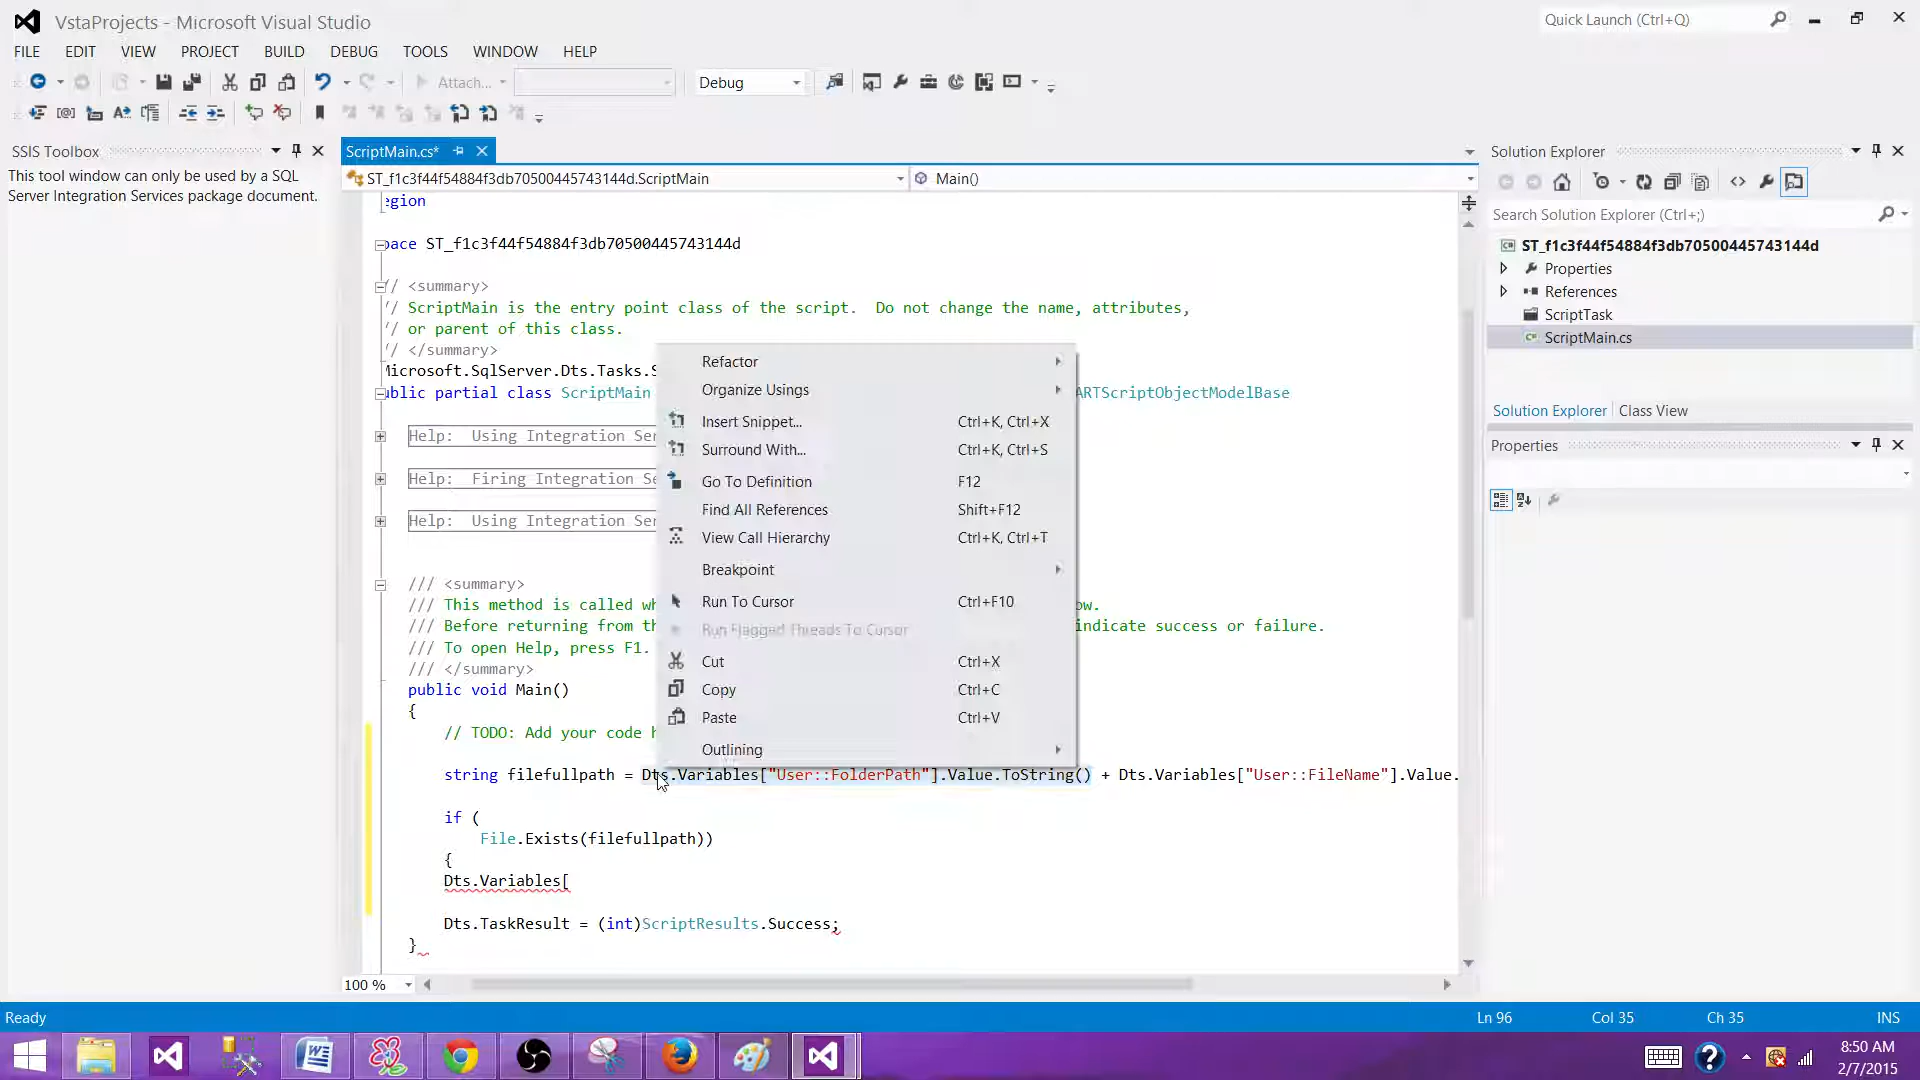 VstaProjects - Microsoft Visual Studio
Quick Launch (Ctrl+Q)
FILE EDIT VIEW PROJECT BUILD DEBUG TOOLS WINDOW HELP
Attach...
Debug
SSIS Toolbox
This tool window can only be used by a SQL
Server Integration Services package document.
ScriptMain.cs*
ST_f1c3f44f54884f3db70500445743144d.ScriptMain
Main()
egion
pace ST_f1c3f44f54884f3db70500445743144d
// <summary>
// ScriptMain is the entry point class of the script.  Do not change the name, attributes,
// or parent of this class.
// </summary>
Microsoft.SqlServer.Dts.Tasks.S
ublic partial class ScriptMain
ARTScriptObjectModelBase
Help:  Using Integration Ser
Help:  Firing Integration Se
Help:  Using Integration Ser
/// <summary>
/// This method is called wh
ow.
/// Before returning from th
indicate success or failure.
/// To open Help, press F1.
/// </summary>
public void Main()
{
// TODO: Add your code h
string filefullpath = Dts.Variables["User::FolderPath"].Value.ToString() + Dts.Variables["User::FileName"].Value.
if (
File.Exists(filefullpath))
{
Dts.Variables[
Dts.TaskResult = (int)ScriptResults.Success;
}
100 %
Refactor
Organize Usings
Insert Snippet... Ctrl+K, Ctrl+X
Surround With... Ctrl+K, Ctrl+S
Go To Definition F12
Find All References Shift+F12
View Call Hierarchy Ctrl+K, Ctrl+T
Breakpoint
Run To Cursor Ctrl+F10
Run Flagged Threads To Cursor
Cut Ctrl+X
Copy Ctrl+C
Paste Ctrl+V
Outlining
Solution Explorer
Search Solution Explorer (Ctrl+;)
ST_f1c3f44f54884f3db70500445743144d
Properties
References
ScriptTask
ScriptMain.cs
Solution Explorer Class View
Properties
Ready
Ln 96
Col 35
Ch 35
INS
8:50 AM
2/7/2015